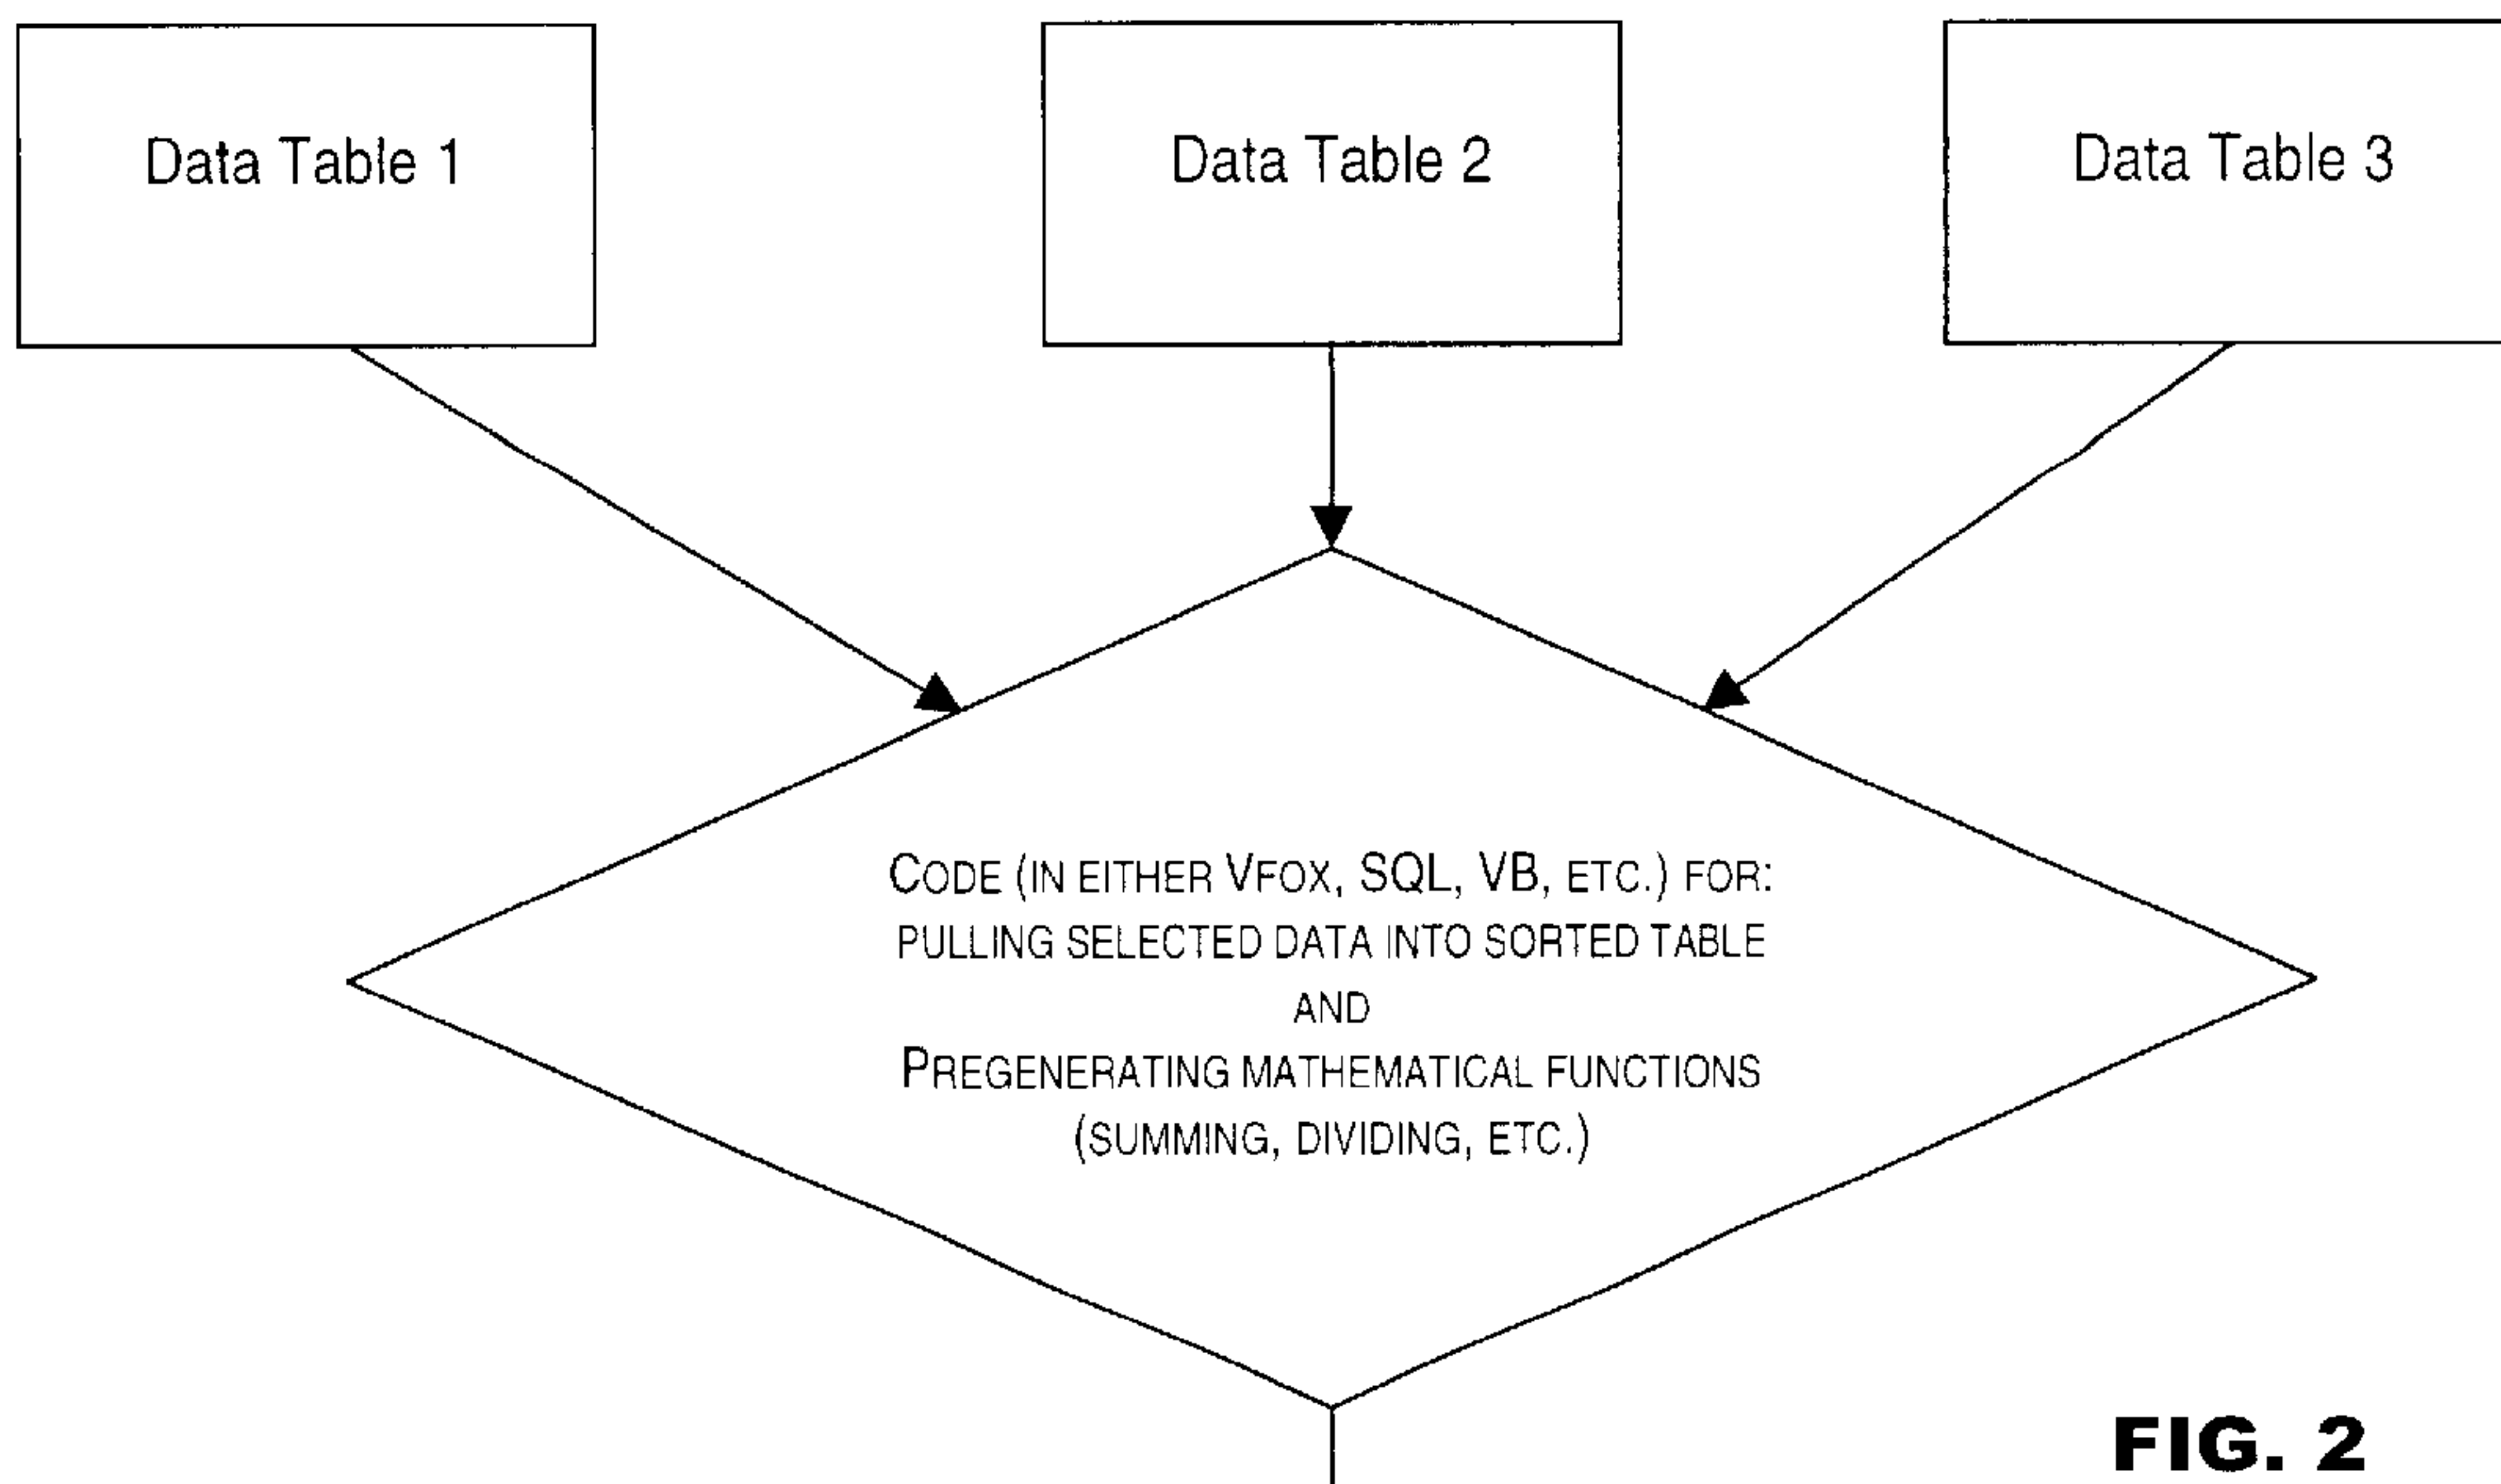 Data Table 1
Data Table 2
Data Table 3
CODE (IN EITHER VFOX, SQL, VB, ETC.) FOR:
PULLING SELECTED DATA INTO SORTED TABLE
AND
PREGENERATING MATHEMATICAL FUNCTIONS
(SUMMING, DIVIDING, ETC.)
FIG. 2